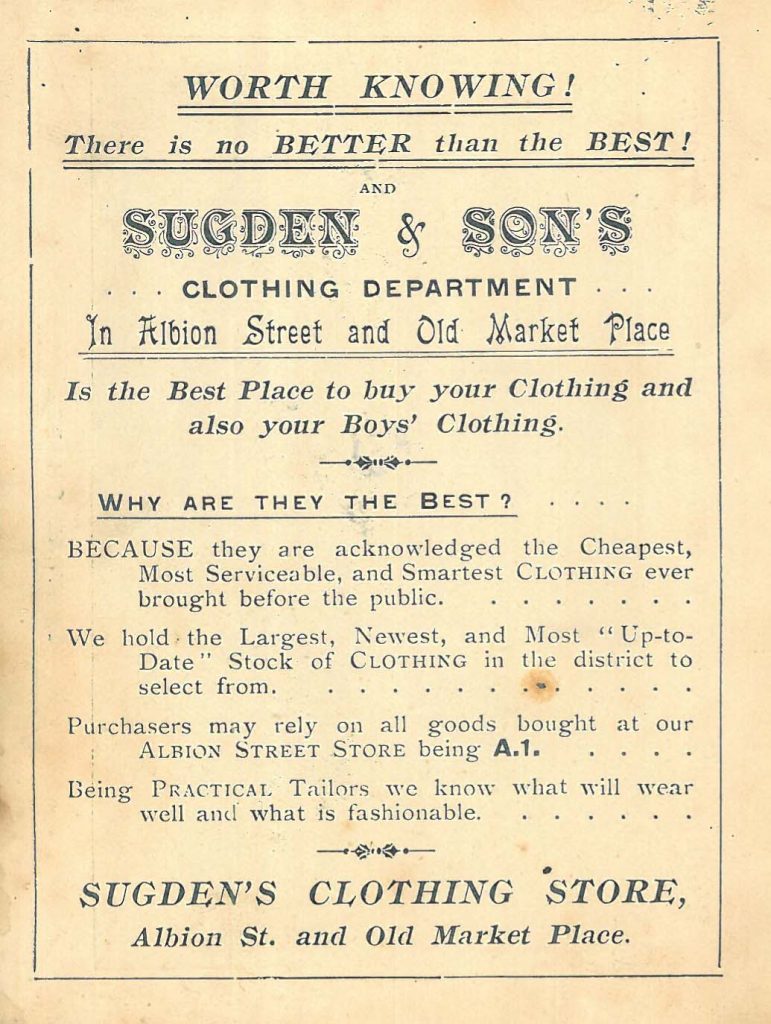 WORTH KNOWING!
There is no BETTER than the BEST!
AND
SUGDEN & SON'S
. . . CLOTHING DEPARTMENT . . .
In Albion Street and Old Market Place
Is the Best Place to buy your Clothing and
also your Boys' Clothing.
WHY ARE THEY THE BEST? . . . .
BECAUSE they are acknowledged the Cheapest,
Most Serviceable, and Smartest CLOTHING ever
brought before the public. . . . . . . .
We hold the Largest, Newest, and Most "Up-to-
Date" Stock of CLOTHING in the district to
select from. . . . . . . . . . . . . .
Purchasers may rely on all goods bought at our
ALBION STREET STORE being A.1. . . . .
Being PRACTICAL Tailors we know what will wear
well and what is fashionable. . . . . . .
SUGDEN'S CLOTHING STORE,
Albion St. and Old Market Place.